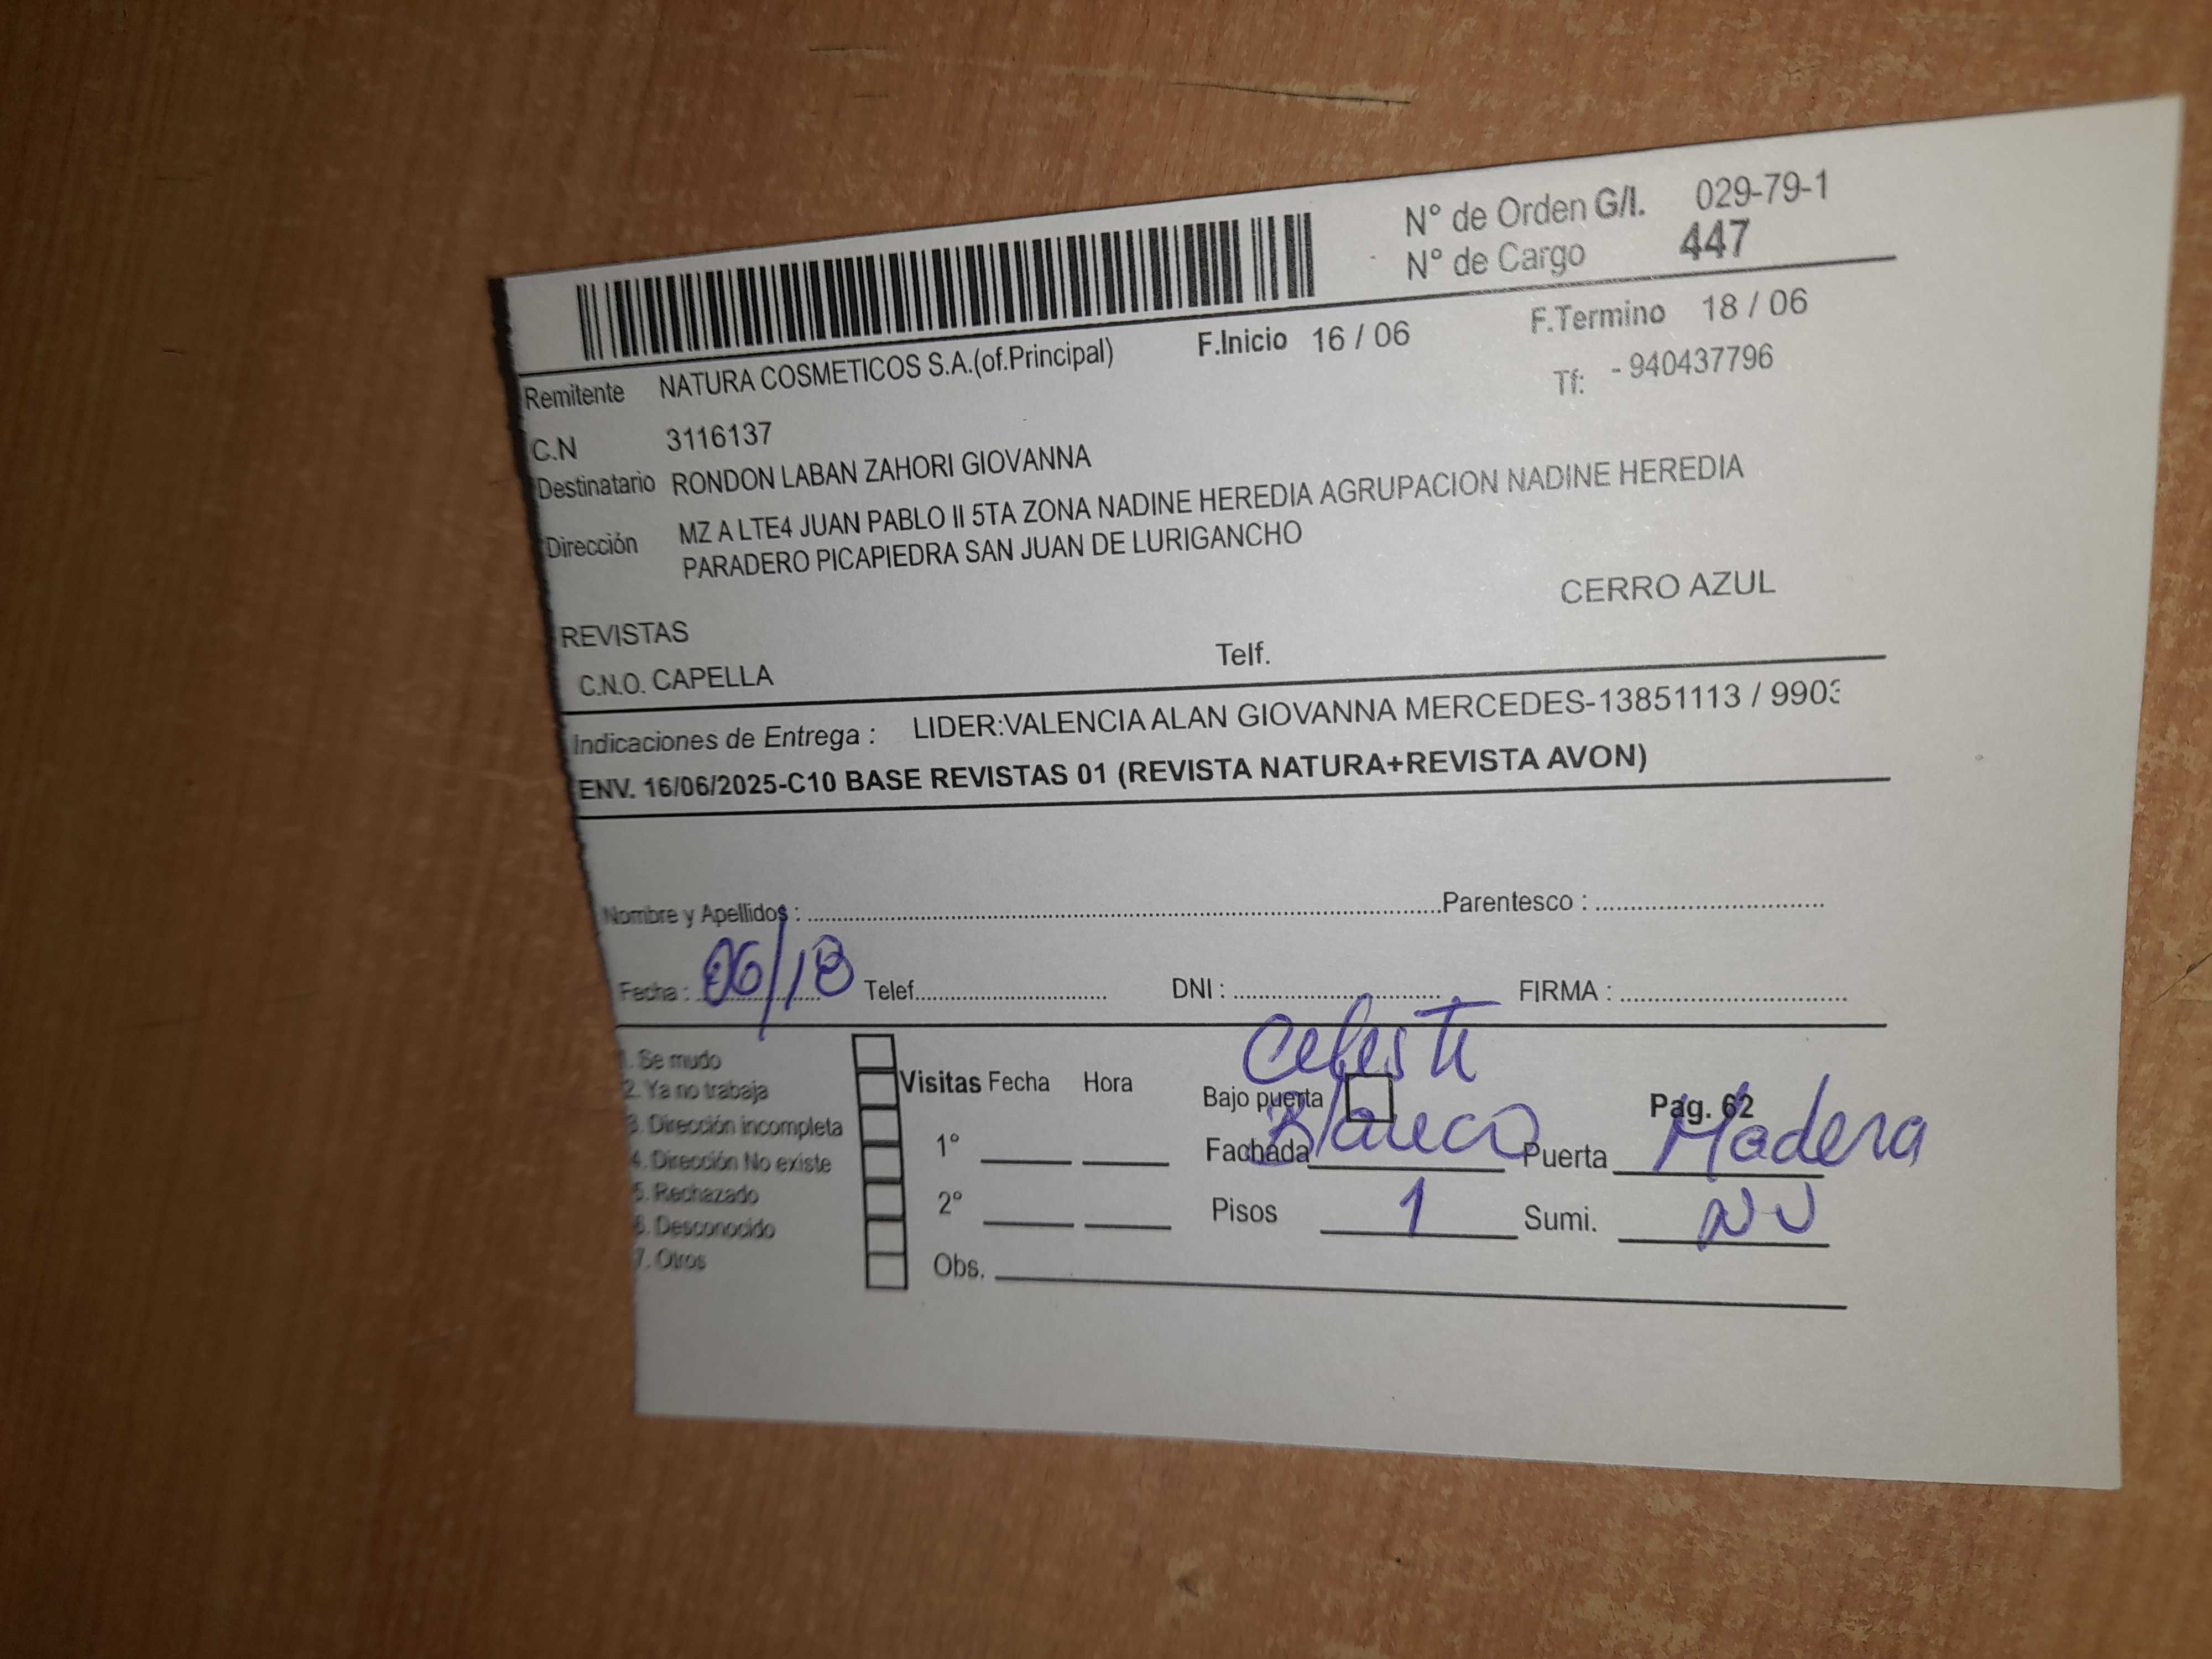 N° de Orden G/I. 029-79-1
N° de Cargo 447
F.Inicio 16 / 06 F.Termino 18 / 06
Remitente NATURA COSMETICOS S.A.(of.Principal) Tf: - 940437796
C.N 3116137
Destinatario RONDON LABAN ZAHORI GIOVANNA
Dirección MZ A LTE4 JUAN PABLO II 5TA ZONA NADINE HEREDIA AGRUPACION NADINE HEREDIA
PARADERO PICAPIEDRA SAN JUAN DE LURIGANCHO
CERRO AZUL
REVISTAS
C.N.O. CAPELLA Telf.
Indicaciones de Entrega : LIDER:VALENCIA ALAN GIOVANNA MERCEDES-13851113 / 9903
ENV. 16/06/2025-C10 BASE REVISTAS 01 (REVISTA NATURA+REVISTA AVON)
Nombre y Apellidos : Parentesco :
Fecha : 06/18 Telef. DNI : FIRMA :
Celeste
1. Se mudo
2. Ya no trabaja
3. Dirección incompleta
4. Dirección No existe
5. Rechazado
6. Desconocido
7. Otros
Visitas Fecha Hora
1°
2°
Obs.
Bajo puerta Pag. 62
Fachada Blanco Puerta Madera
Pisos 1 Sumi.